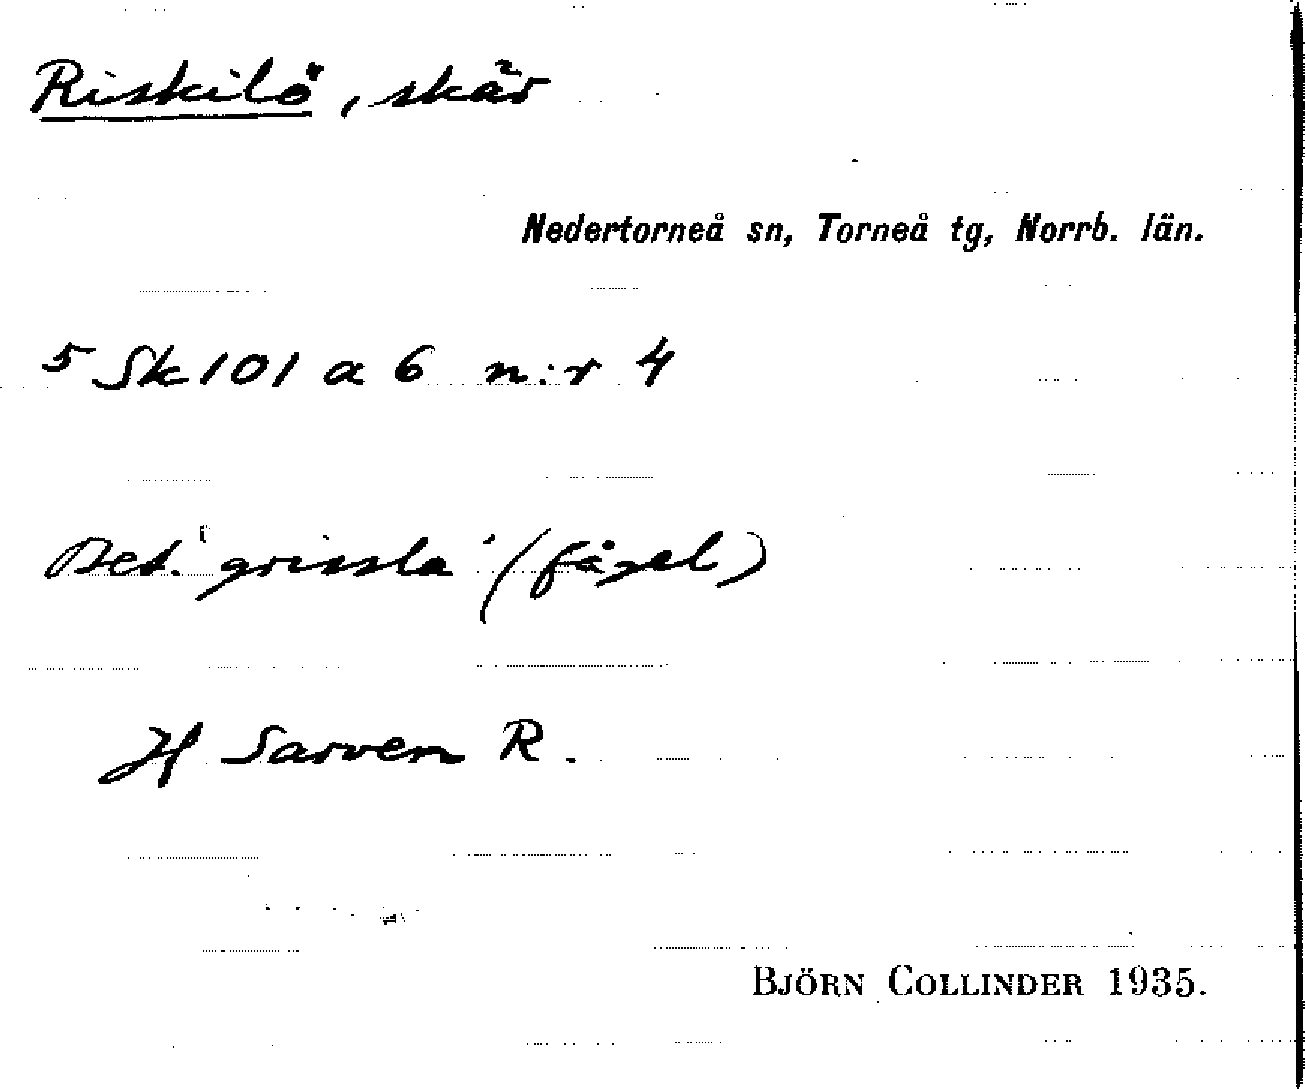 Riskilö, skär
Nedertorneå sn, Torneå tg, Norrb. län.
5 Sk 101 a 6 n:r 4
Bet. 'grissla' (fågel)
H Sarven R.
BJÖRN COLLINDER 1935.